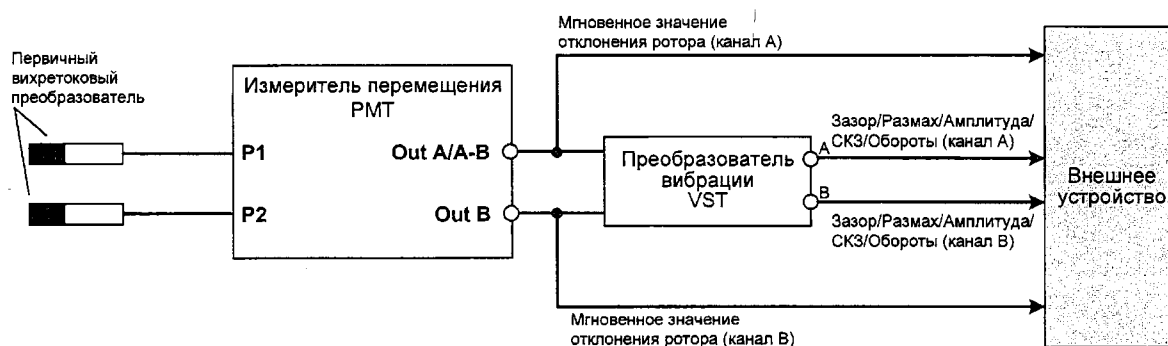 Мгновенное значение
отклонения ротора (канал А)
Первичный
вихретоковый
преобразователь
Измеритель перемещения
РМТ
P1
P2
Out A/A-B
Out B
Преобразователь
вибрации
VST
A
B
Зазор/Размах/Амплитуда/
СКЗ/Обороты (канал А)
Зазор/Размах/Амплитуда/
СКЗ/Обороты (канал В)
Внешнее
устройство
Мгновенное значение
отклонения ротора (канал В)